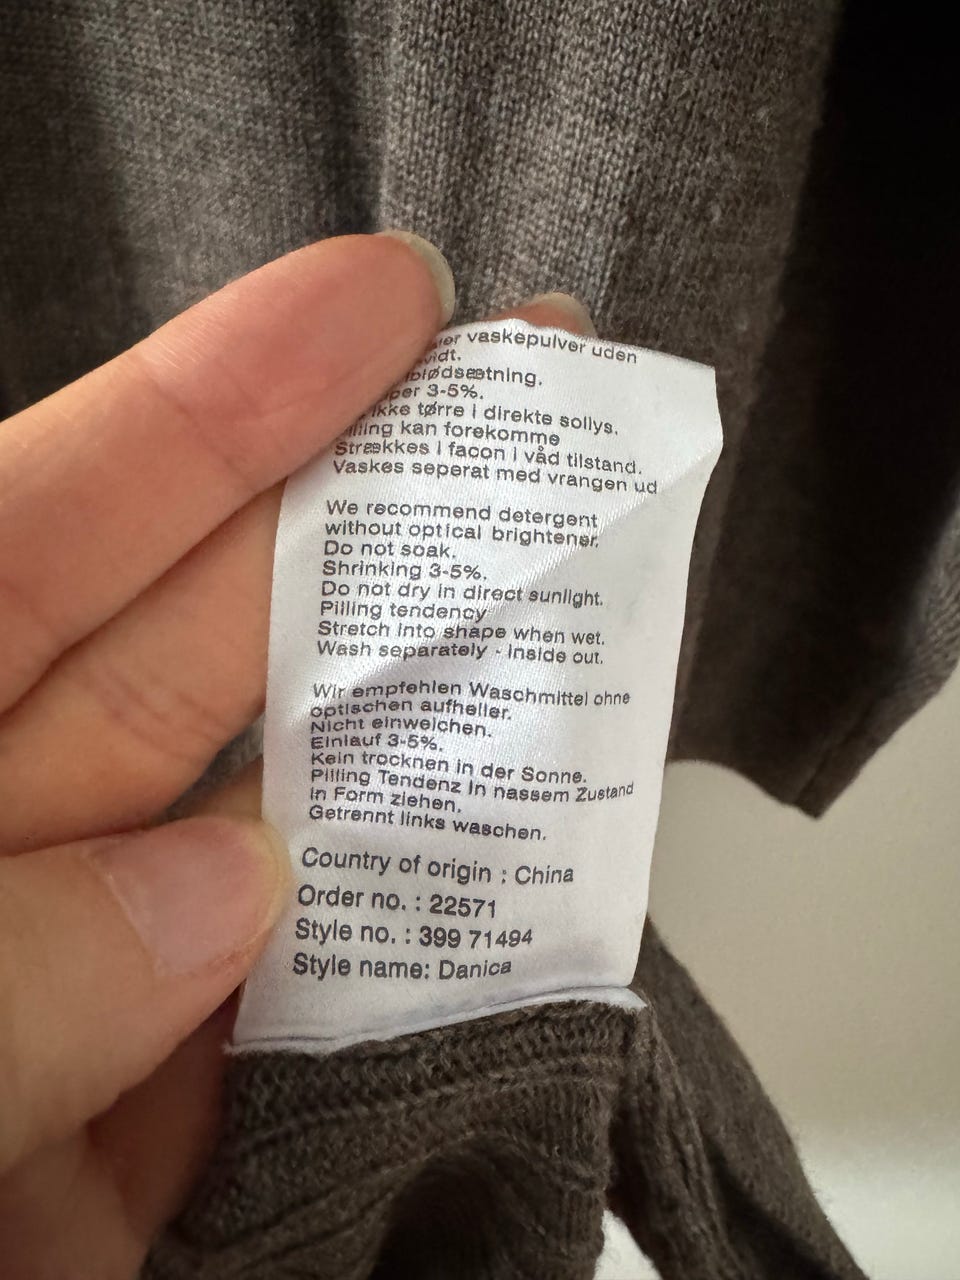 vaskepulver uden
vidt.
iblødsætning.
3-5%.
ikke tørre i direkte sollys.
Pilling kan forekomme
Strækkes i facon i våd tilstand.
Vaskes seperat med vrangen ud
We recommend detergent
without optical brightener.
Do not soak.
Shrinking 3-5%.
Do not dry in direct sunlight.
Pilling tendency
Stretch into shape when wet.
Wash separately - Inside out.
Wir empfehlen Waschmittel ohne
optischen aufheller.
Nicht einweichen.
Einlauf 3-5%.
Kein trocknen in der Sonne.
Pilling Tendenz in nassem Zustand
in Form ziehen.
Getrennt links waschen.
Country of origin : China
Order no. : 22571
Style no. : 399 71494
Style name: Danica